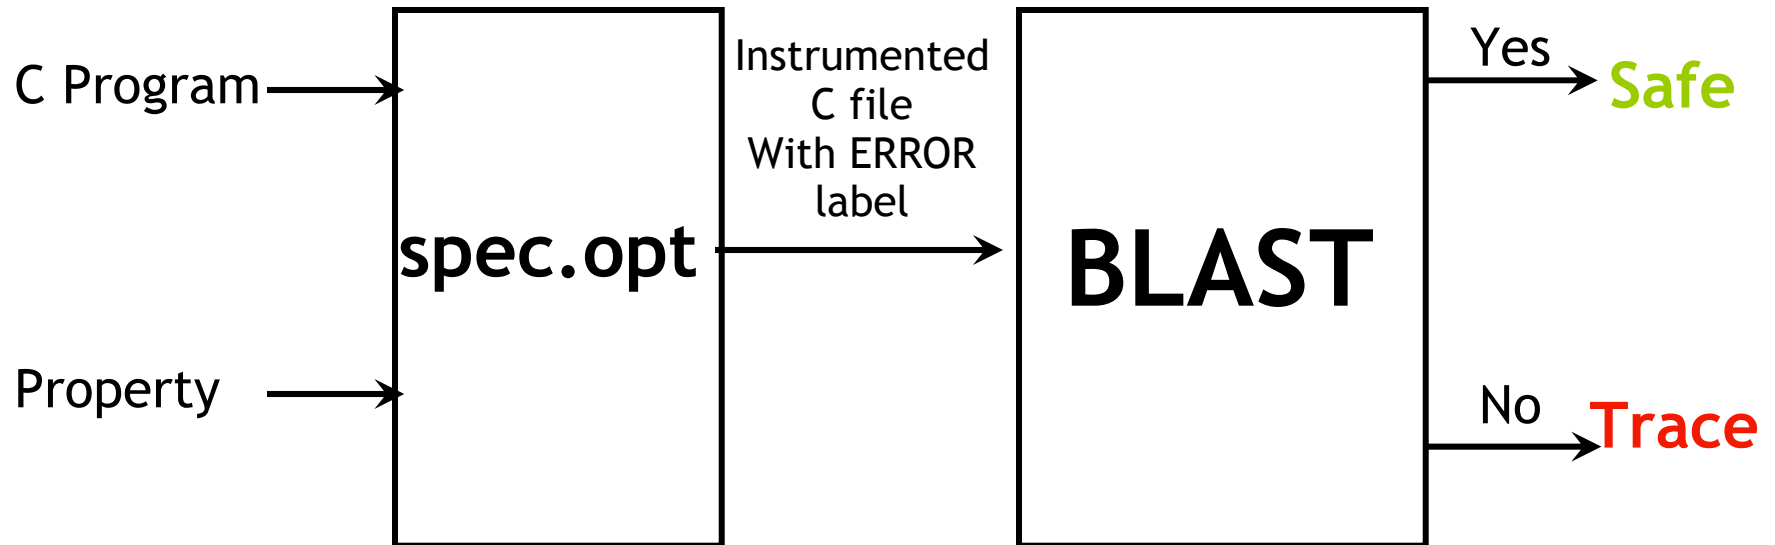 C Program
Property
spec.opt
Instrumented
C file
With ERROR
label
BLAST
Yes
Safe
No
Trace